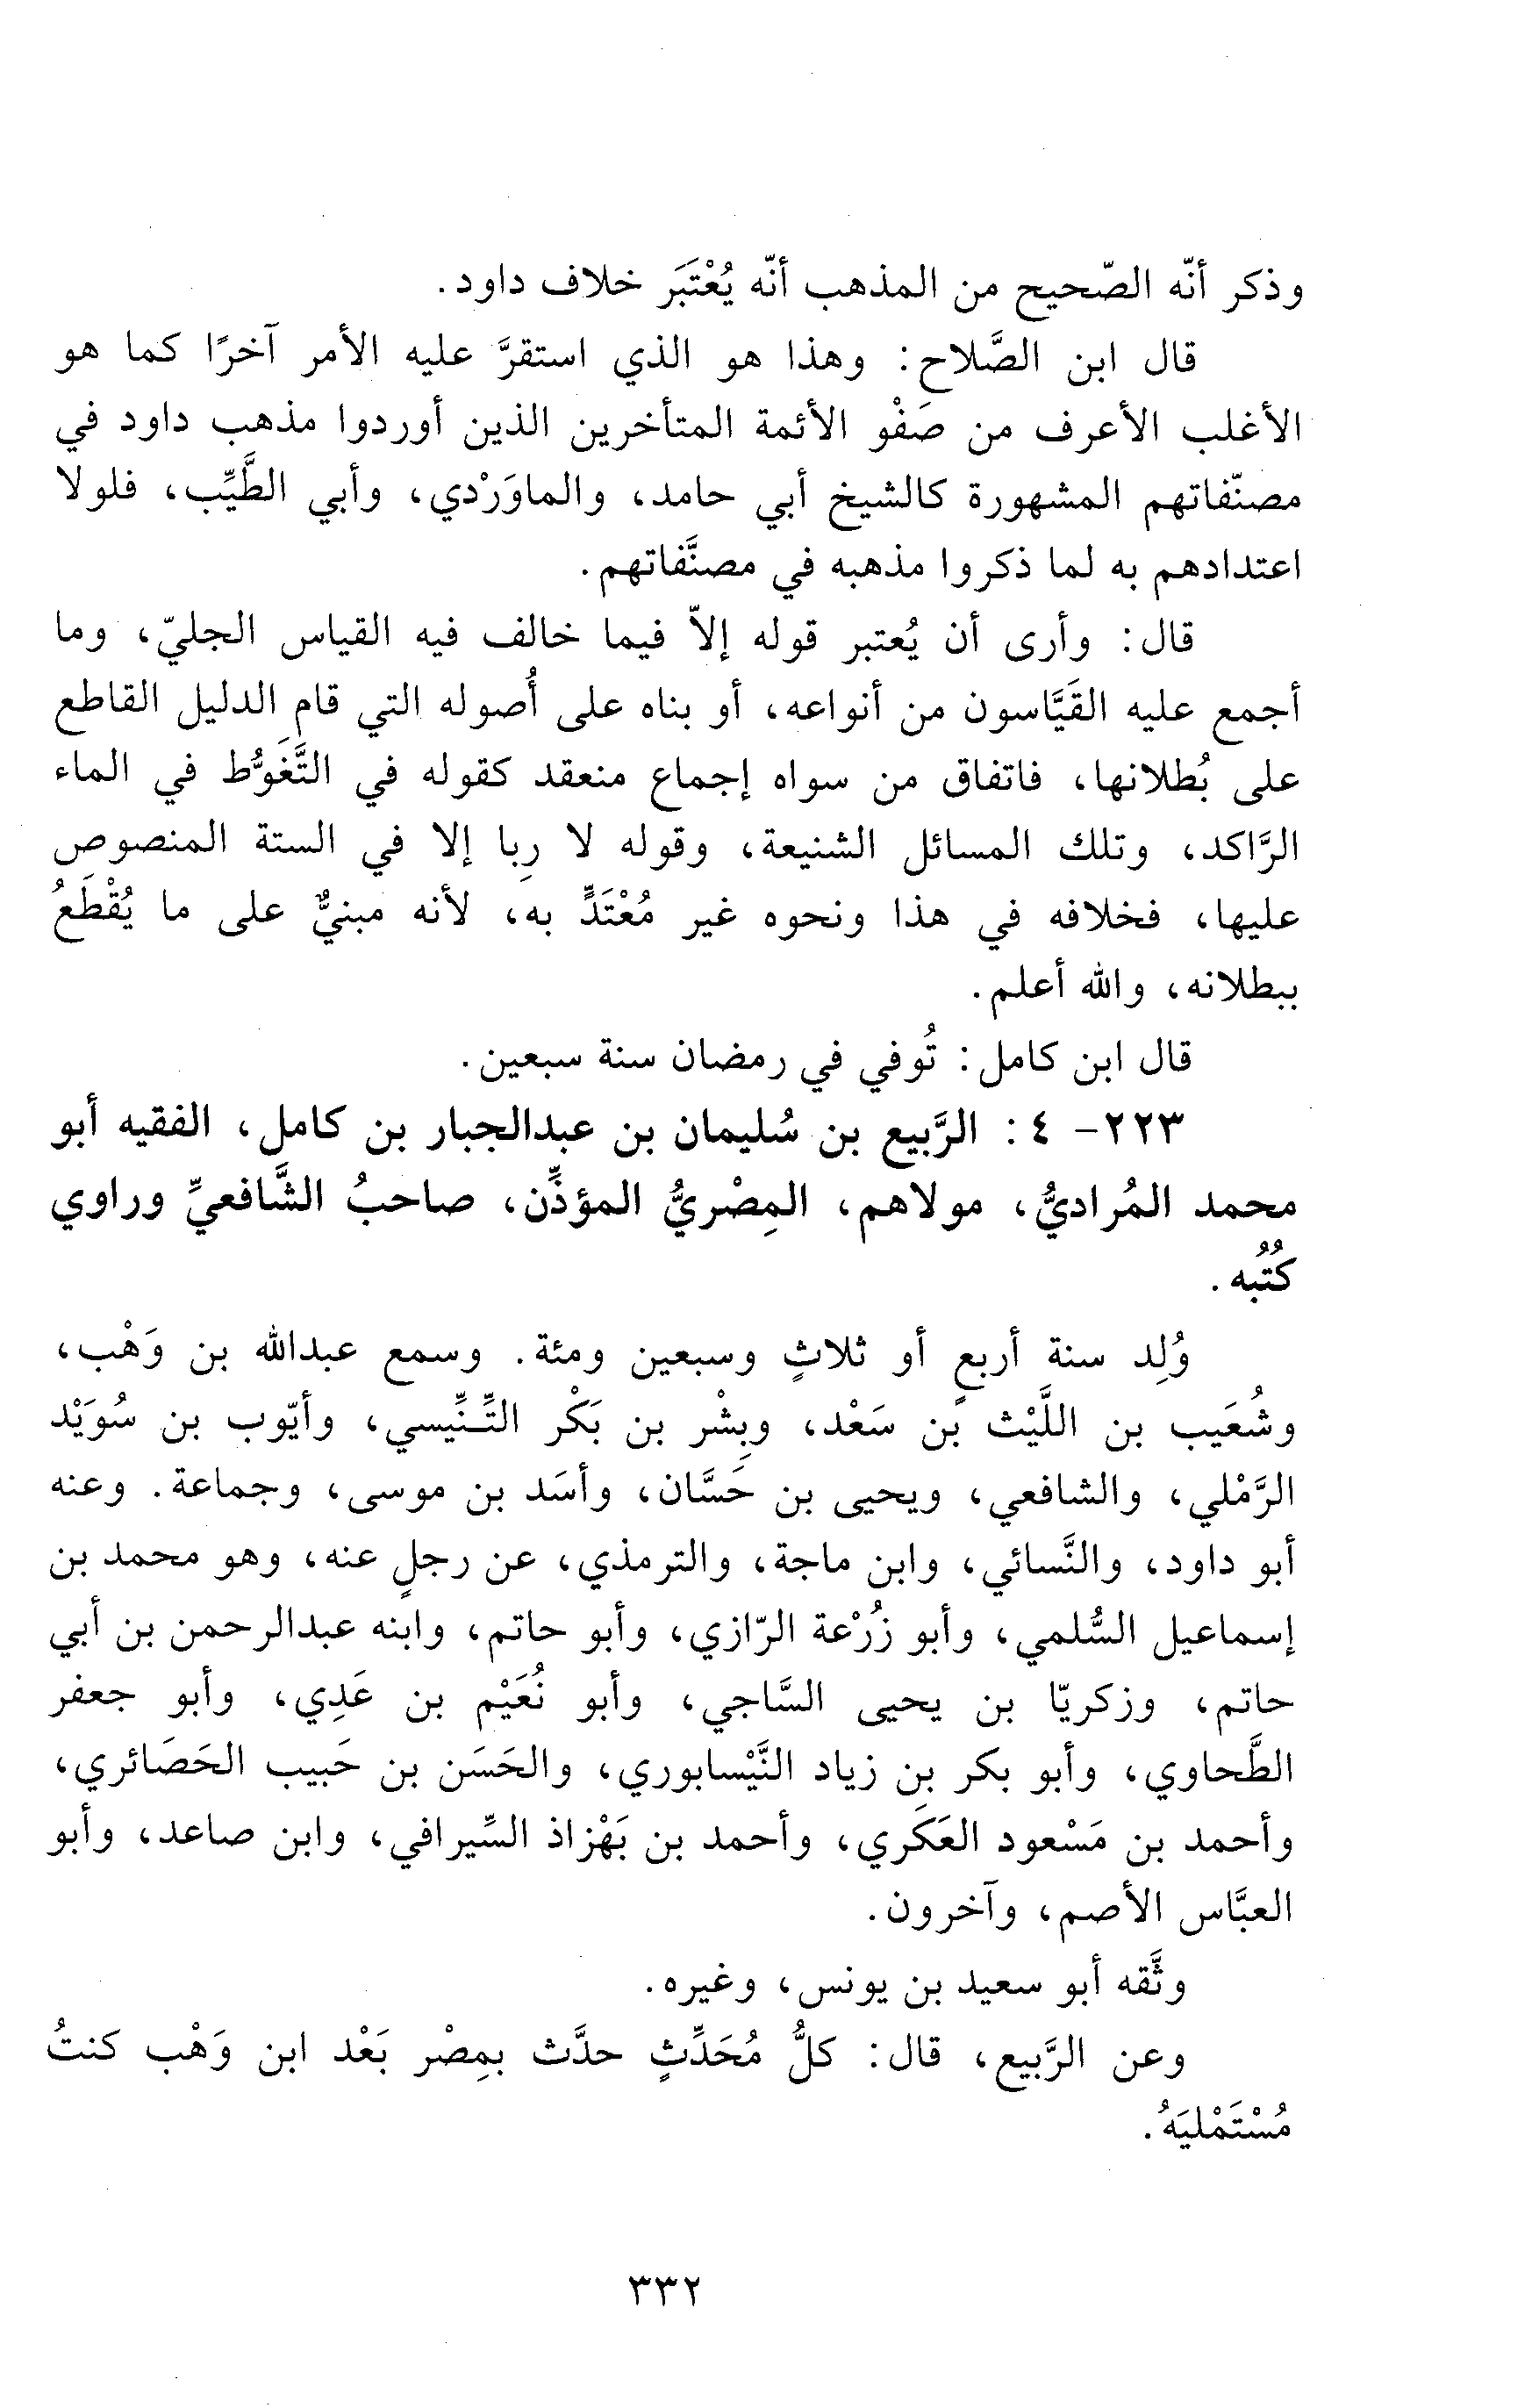 وذكر أنّه الصّحيح من المذهب أنّه يُعْتَبَر خلاف داود.
قال ابن الصَّلاح: وهذا هو الذي استقرَّ عليه الأمر آخرًا كما هو
الأغلب الأعرف من صَفْو الأئمة المتأخرين الذين أوردوا مذهب داود في
مصنّفاتهم المشهورة كالشيخ أبي حامد، والماوَرْدي، وأبي الطَّيِّب، فلولا
اعتدادهم به لما ذكروا مذهبه في مصنَّفاتهم.
قال: وأرى أن يُعتبر قوله إلاّ فيما خالف فيه القياس الجليّ، وما
أجمع عليه القَيَّاسون من أنواعه، أو بناه على أُصوله التي قام الدليل القاطع
على بُطلانها، فاتفاق من سواه إجماع منعقد كقوله في التَّغَوُّط في الماء
الرَّاكد، وتلك المسائل الشنيعة، وقوله لا رِبا إلا في الستة المنصوص
عليها، فخلافه في هذا ونحوه غير مُعْتَدٍّ به، لأنه مبنيٌّ على ما يُقْطَعُ
ببطلانه، والله أعلم.
قال ابن كامل: تُوفي في رمضان سنة سبعين.
٢٢٣- ٤: الرَّبيع بن سُليمان بن عبدالجبار بن كامل، الفقيه أبو
محمد المُراديُّ، مولاهم، المِصْريُّ المؤذِّن، صاحبُ الشَّافعيِّ وراوي
كُتُبه.
وُلِد سنة أربعٍ أو ثلاثٍ وسبعين ومئة. وسمع عبدالله بن وَهْب،
وشُعَيب بن اللَّيْث بن سَعْد، وبِشْر بن بَكْر التِّنِّيسي، وأيّوب بن سُوَيْد
الرَّمْلي، والشافعي، ويحيى بن حَسَّان، وأسَد بن موسى، وجماعة. وعنه
أبو داود، والنَّسائي، وابن ماجة، والترمذي، عن رجلٍ عنه، وهو محمد بن
إسماعيل السُّلمي، وأبو زُرْعة الرّازي، وأبو حاتم، وابنه عبدالرحمن بن أبي
حاتم، وزكريّا بن يحيى السَّاجي، وأبو نُعَيْم بن عَدِي، وأبو جعفر
الطَّحاوي، وأبو بكر بن زياد النَّيْسابوري، والحَسَن بن حَبيب الحَصَائري،
وأحمد بن مَسْعود العَكَري، وأحمد بن بَهْزاذ السِّيرافي، وابن صاعد، وأبو
العبَّاس الأصم، وآخرون.
وثَّقه أبو سعيد بن يونس، وغيره.
وعن الرَّبيع، قال: كلُّ مُحَدِّثٍ حدَّث بمِصْر بَعْد ابن وَهْب كنتُ
مُسْتَمْليَهُ.
٣٣٢